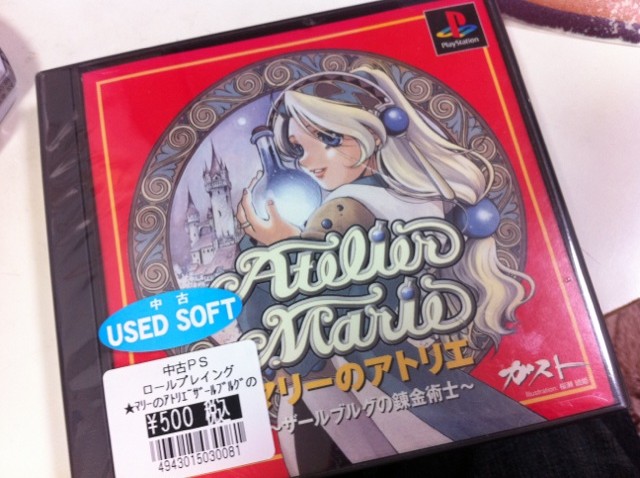 PlayStation
Atelier
Marie
マリーのアトリエ
～ザールブルグの錬金術士～
ガスト
Illustration:
中古
USED SOFT
中古PS
ロールプレイング
★マリーのアトリエ ザールブルグの
¥500 税込
4943015030081